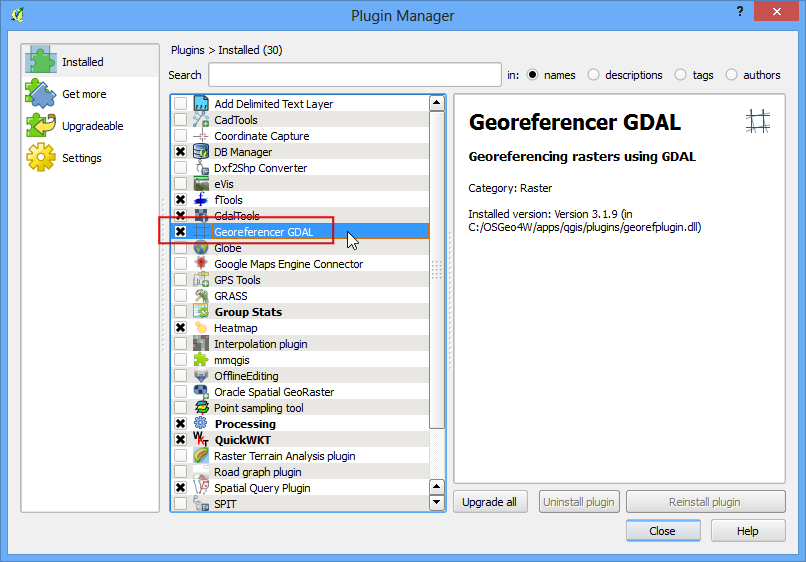 Plugin Manager
?
Installed
Get more
Upgradeable
Settings
Plugins > Installed (30)
Search in: names descriptions tags authors
Add Delimited Text Layer
CadTools
Coordinate Capture
DB Manager
Dxf2Shp Converter
eVis
fTools
GdalTools
Georeferencer GDAL
Globe
Google Maps Engine Connector
GPS Tools
GRASS
Group Stats
Heatmap
Interpolation plugin
mmqgis
OfflineEditing
Oracle Spatial GeoRaster
Point sampling tool
Processing
QuickWKT
Raster Terrain Analysis plugin
Road graph plugin
Spatial Query Plugin
SPIT
Georeferencer GDAL
Georeferencing rasters using GDAL
Category: Raster
Installed version: Version 3.1.9 (in
C:/OSGeo4W/apps/qgis/plugins/georefplugin.dll)
Upgrade all Uninstall plugin Reinstall plugin
Close Help